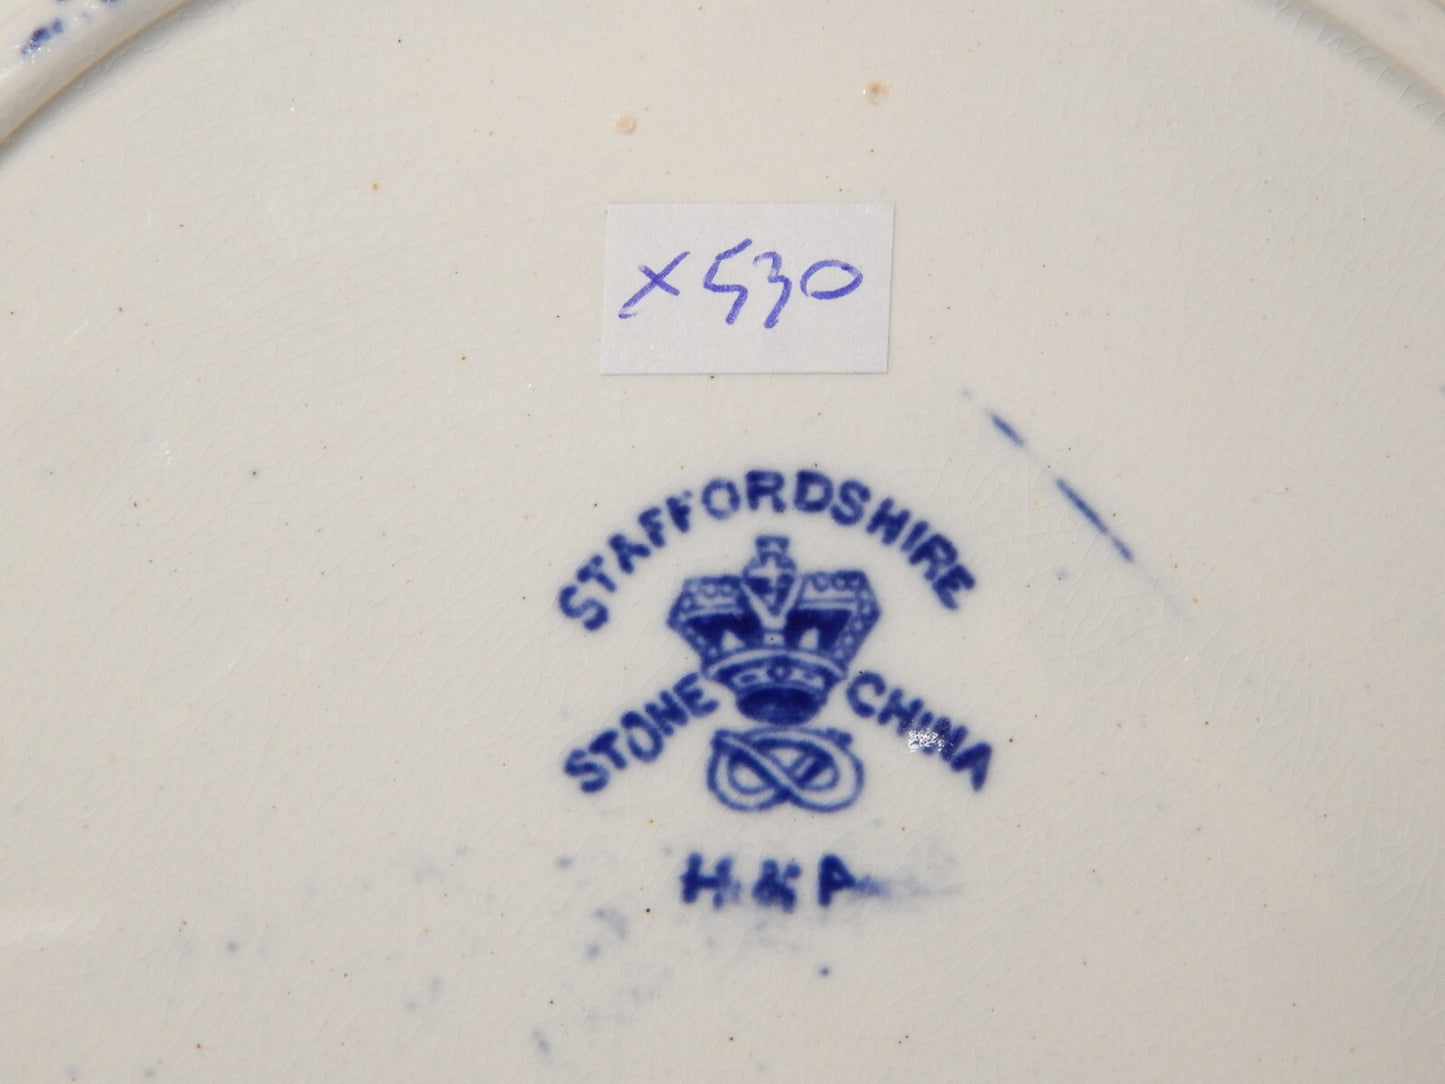 X530
STAFFORDSHIRE
STONE CHINA
H & A